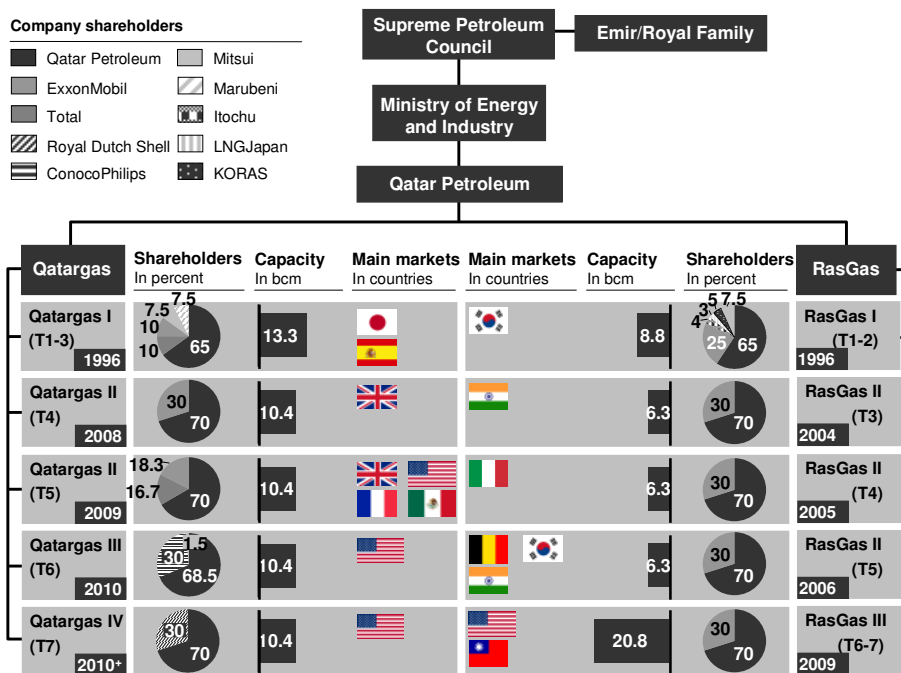 Company shareholders
Qatar Petroleum
Mitsui
ExxonMobil
Marubeni
Total
Itochu
Royal Dutch Shell
LNGJapan
ConocoPhilips
KORAS
Supreme Petroleum
Council
Emir/Royal Family
Ministry of Energy
and Industry
Qatar Petroleum
Qatargas
Shareholders
In percent
Capacity
In bcm
Main markets
In countries
Main markets
In countries
Capacity
In bcm
Shareholders
In percent
RasGas
Qatargas I
(T1-3)
1996
7.5
7.5
10
10
65
13.3
8.8
5
7.5
3
4
25
65
RasGas I
(T1-2)
1996
Qatargas II
(T4)
2008
30
70
10.4
6.3
30
70
RasGas II
(T3)
2004
Qatargas II
(T5)
2009
18.3
16.7
70
10.4
6.3
30
70
RasGas II
(T4)
2005
Qatargas III
(T6)
2010
1.5
30
68.5
10.4
6.3
30
70
RasGas II
(T5)
2006
Qatargas IV
(T7)
2010+
30
70
10.4
20.8
30
70
RasGas III
(T6-7)
2009